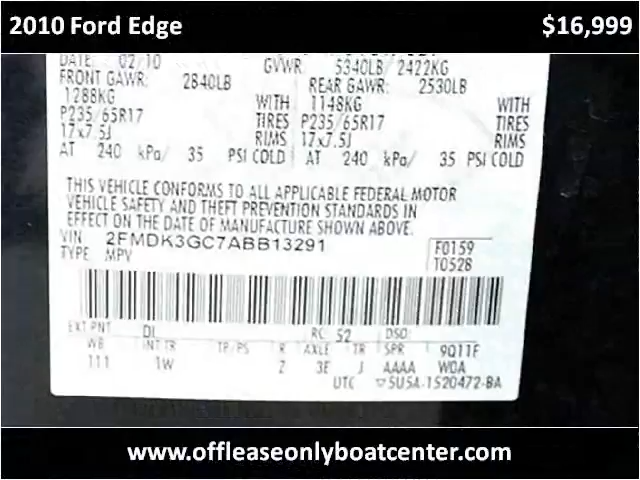 2010 Ford Edge $16,999
DATE: 02/10 GVWR: 5340LB/2422KG
FRONT GAWR: 2840LB REAR GAWR: 2530LB
1288KG WITH 1148KG WITH
P235/65R17 TIRES P235/65R17 TIRES
17x7.5J RIMS 17x7.5J RIMS
AT 240 kPa/ 35 PSI COLD AT 240 kPa/ 35 PSI COLD
THIS VEHICLE CONFORMS TO ALL APPLICABLE FEDERAL MOTOR
VEHICLE SAFETY AND THEFT PREVENTION STANDARDS IN
EFFECT ON THE DATE OF MANUFACTURE SHOWN ABOVE.
VIN 2FMDK3GC7ABB13291 F0159
TYPE MPV T0528
EXT PNT DL RC: 52 DSO:
WB INT TR TP/PS R AXLE TR SPR 9Q11F
111 1W Z 3E J AAAA WOA
UTC 5U5A-1520472-BA
www.offleaseonlyboatcenter.com